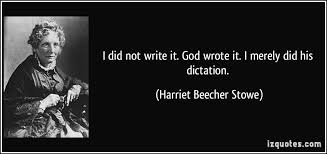 I did not write it. God wrote it. I merely did his
dictation.
(Harriet Beecher Stowe)
izquotes.com